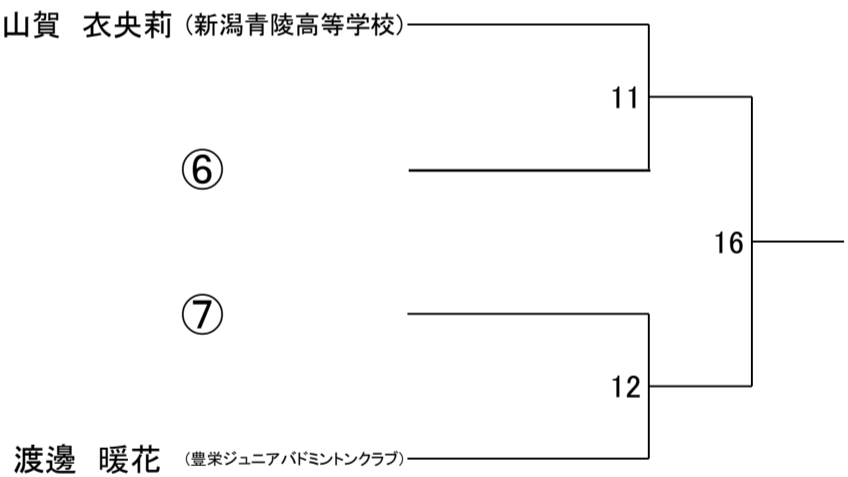 山賀　衣央莉（新潟青陵高等学校）
11
⑥
16
⑦
12
渡邊　暖花（豊栄ジュニアバドミントンクラブ）